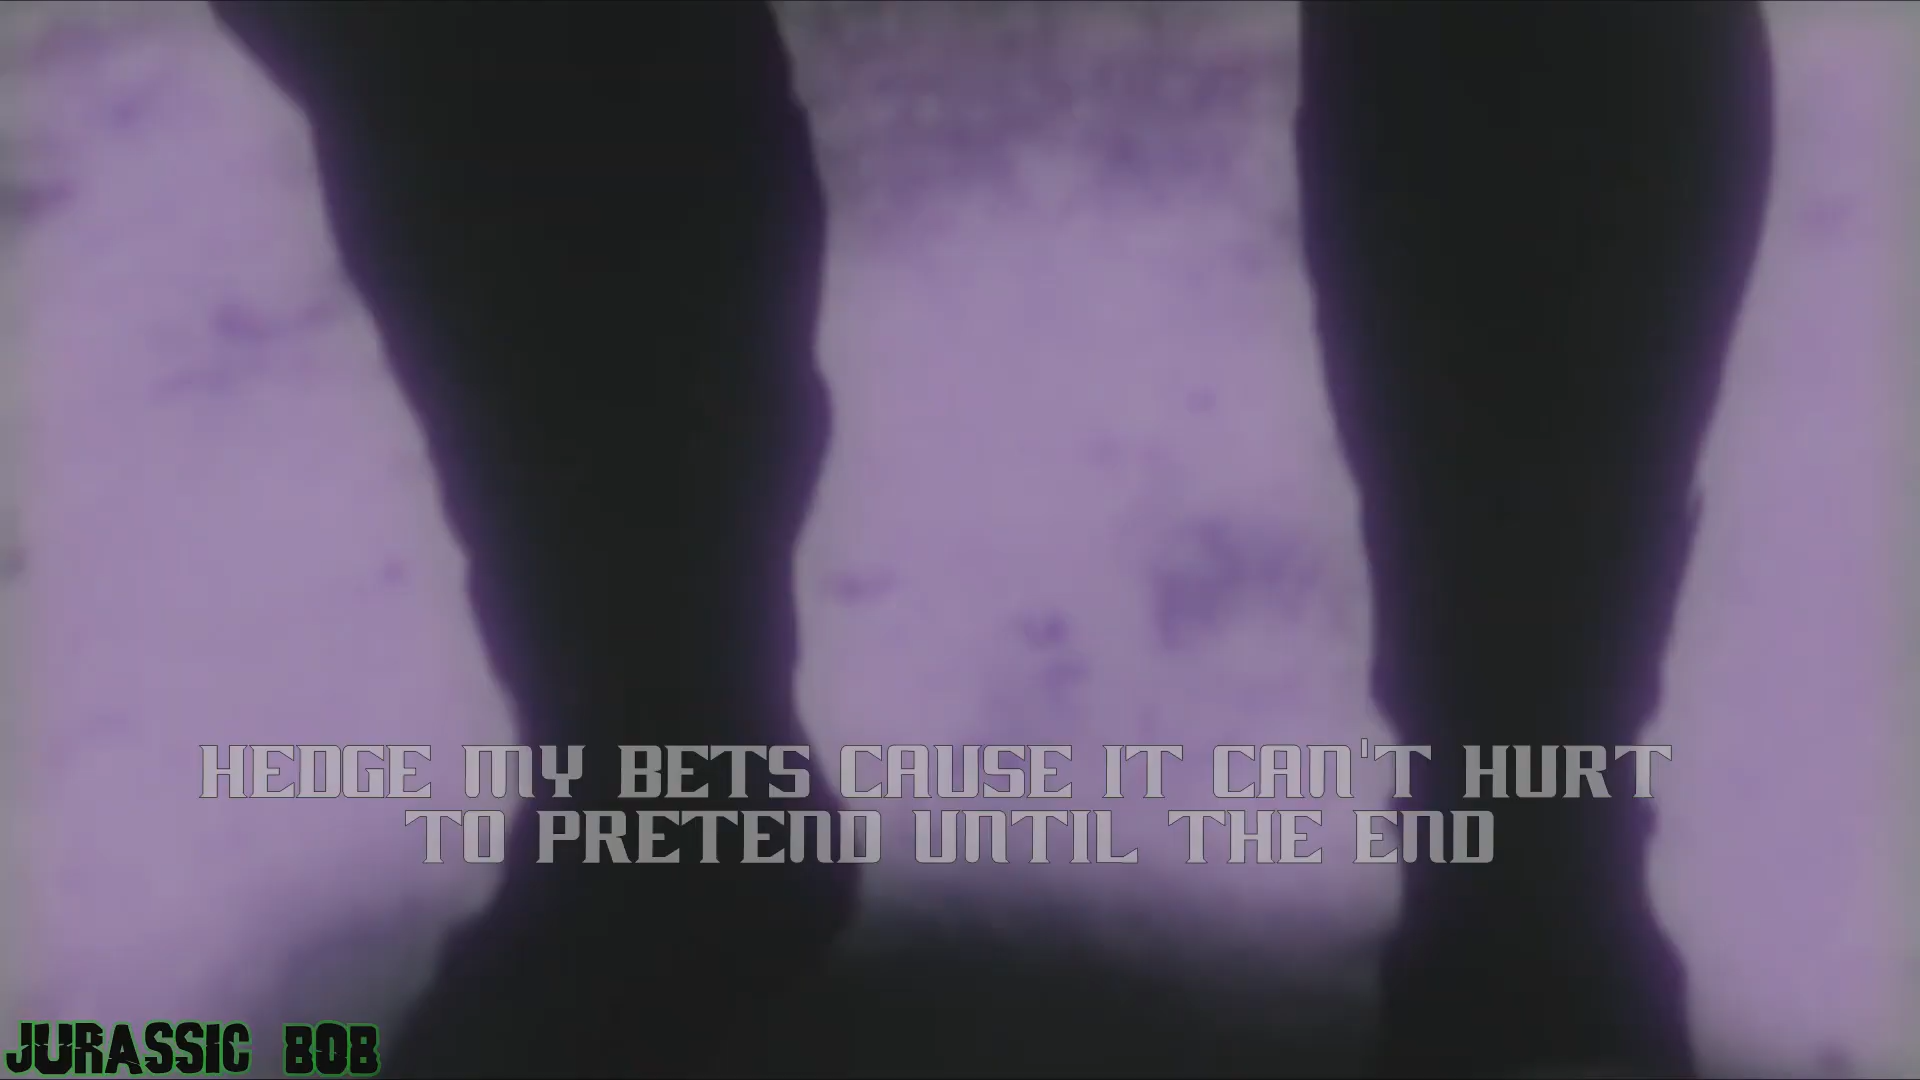 HEDGE MY BETS CAUSE IT CAN'T HURT
TO PRETEND UNTIL THE END
JURASSIC BOB